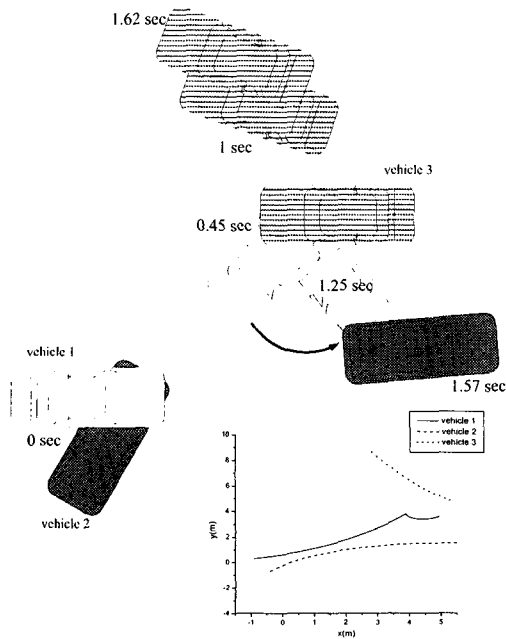 1.62 sec
1 sec
vehicle 3
0.45 sec
1.25 sec
vehicle 1
1.57 sec
0 sec
vehicle 2
vehicle 1
vehicle 2
vehicle 3
10
8
6
4
2
0
-2
-4
y(m)
-1 0 1 2 3 4 5
x(m)